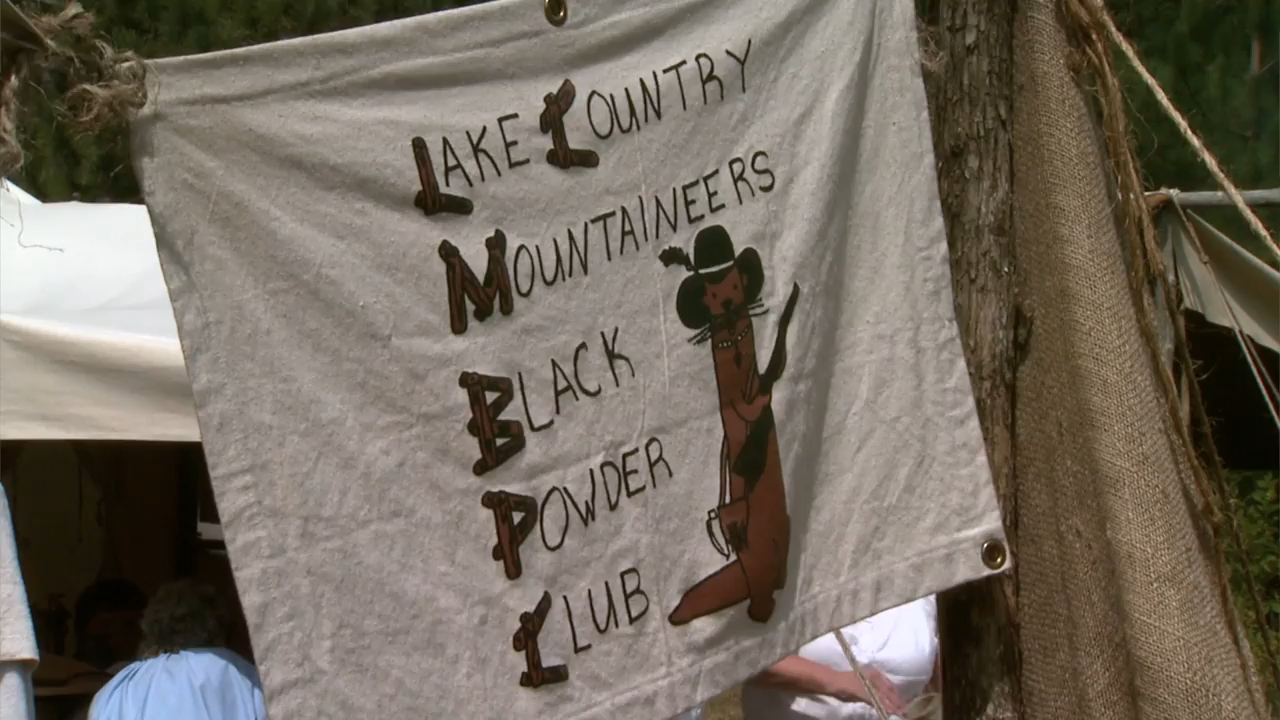 LAKE COUNTRY
MOUNTAINEERS
BLACK
POWDER
CLUB